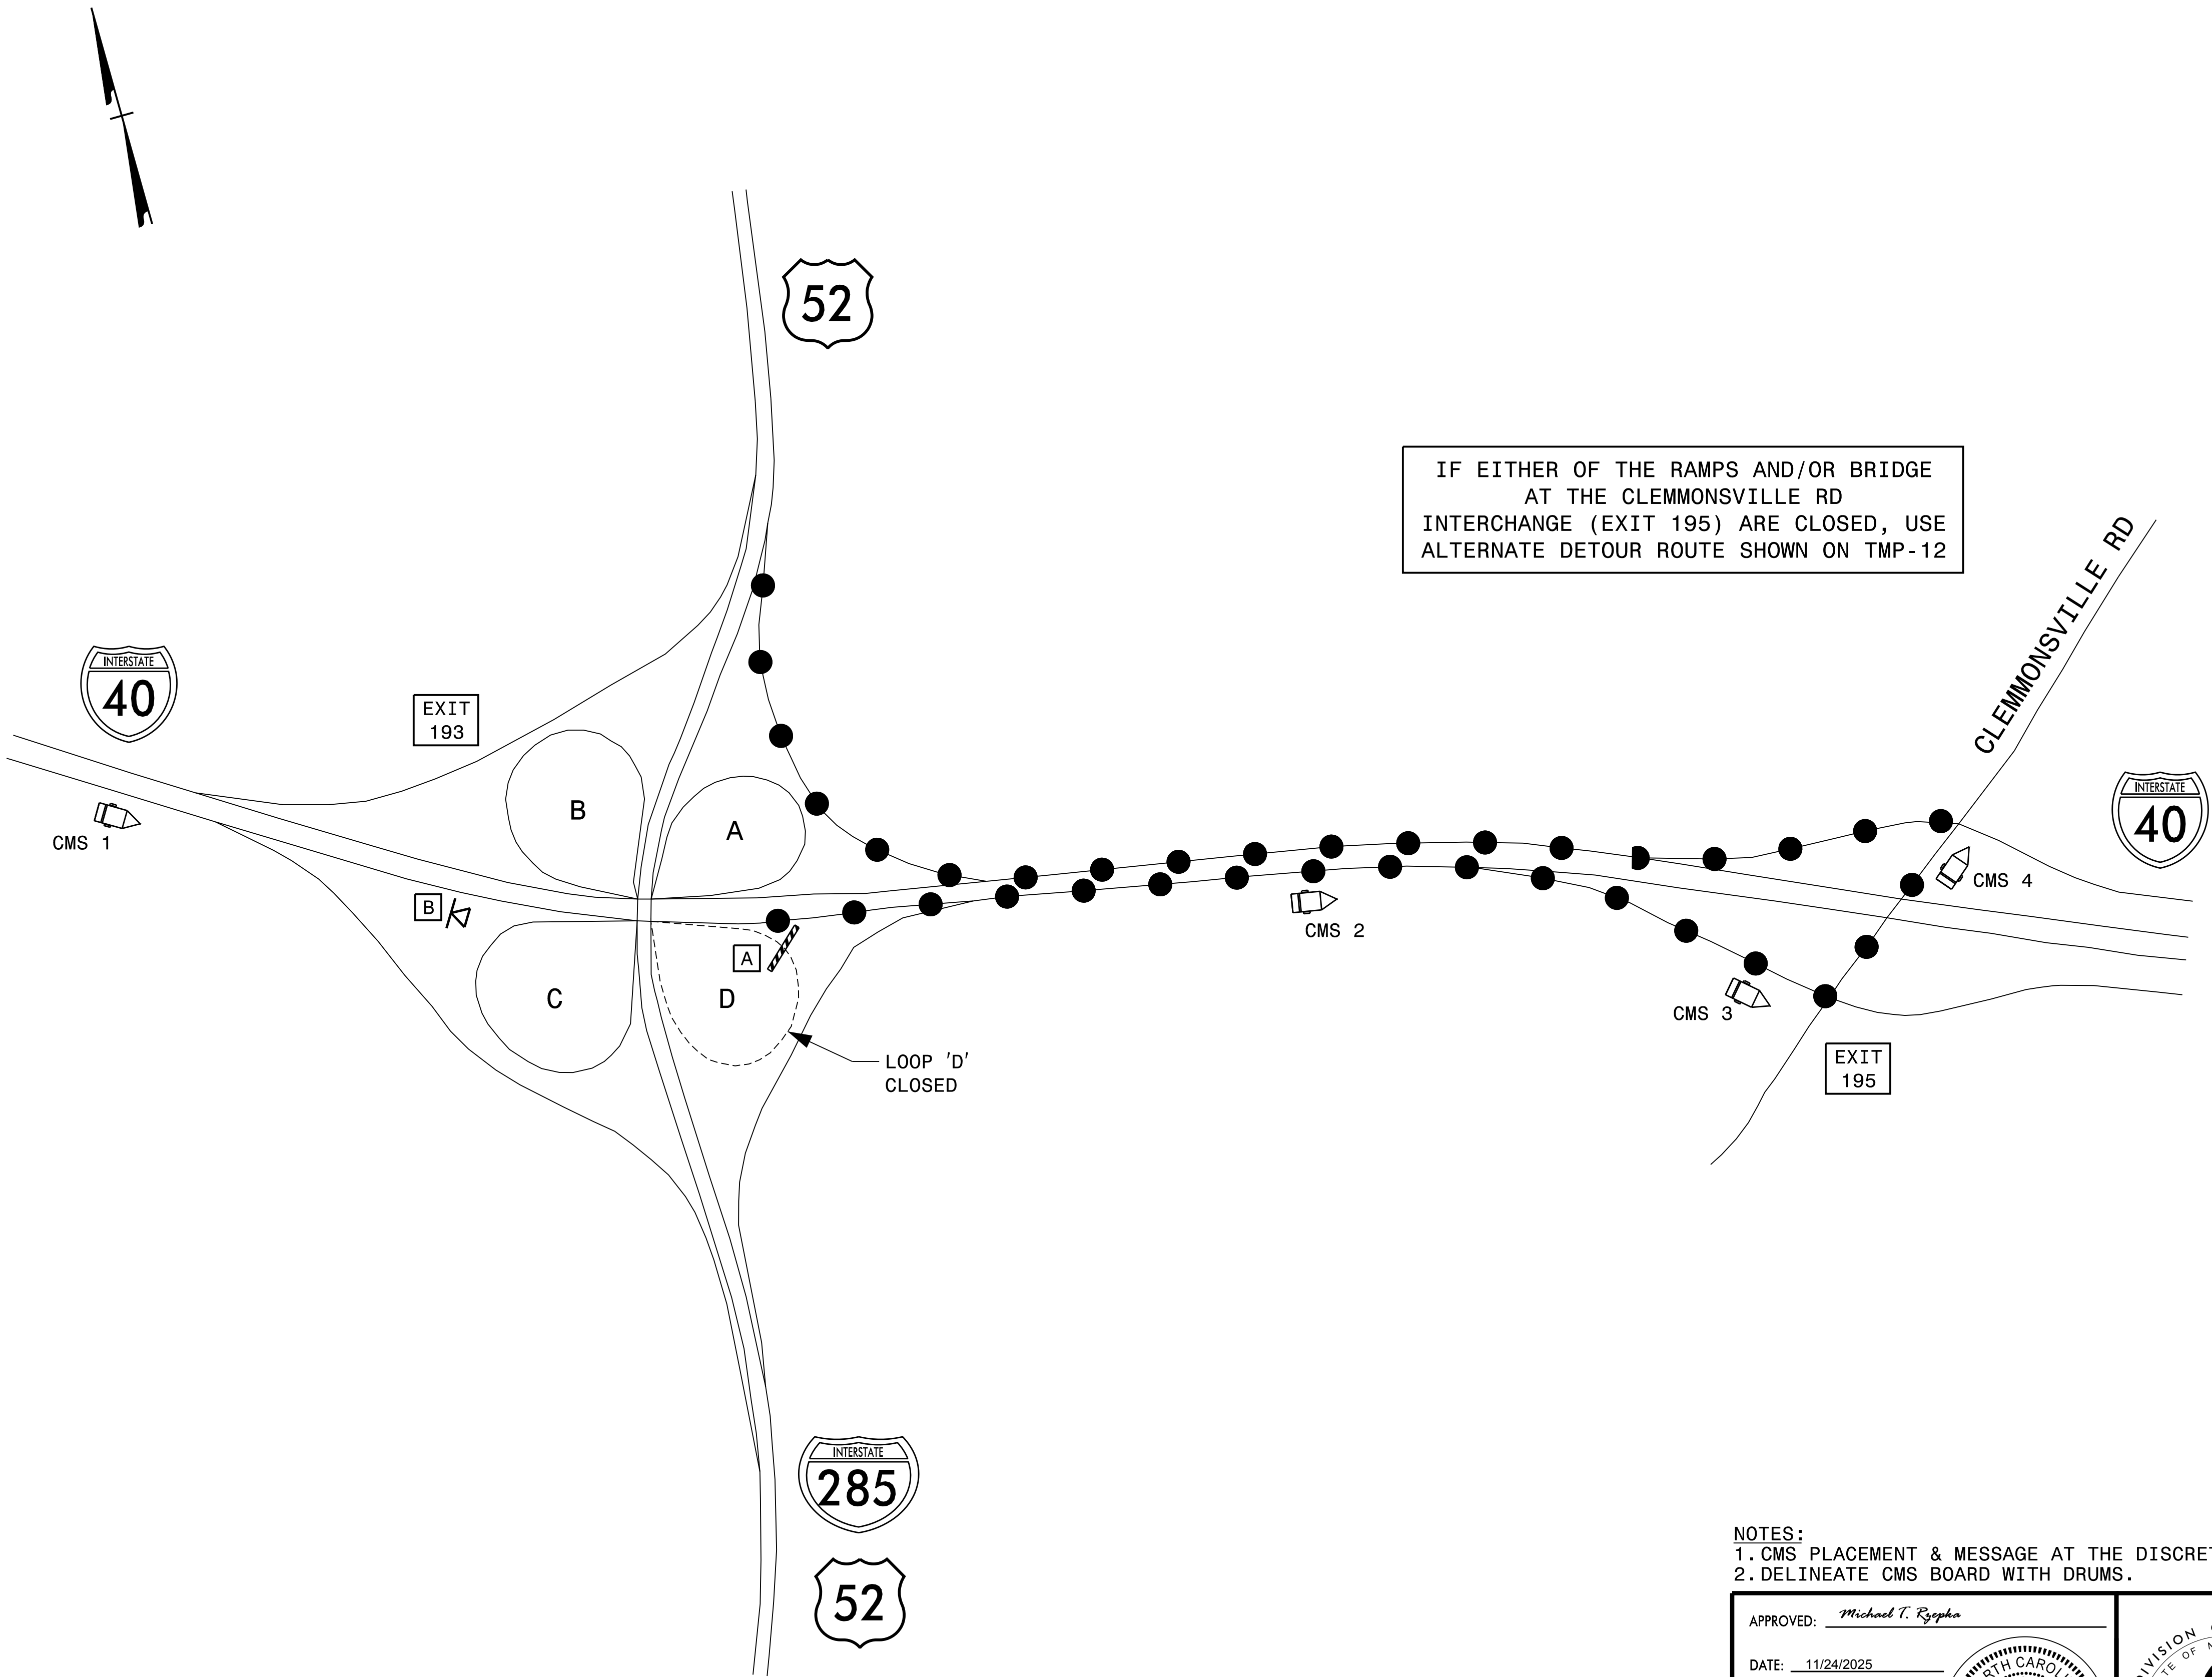 52
IF EITHER OF THE RAMPS AND/OR BRIDGE
AT THE CLEMMONSVILLE RD
INTERCHANGE (EXIT 195) ARE CLOSED, USE
ALTERNATE DETOUR ROUTE SHOWN ON TMP-12
CLEMMONSVILLE RD
INTERSTATE
40
EXIT
193
B
A
CMS 1
INTERSTATE
40
CMS 4
B
CMS 2
A
C
D
CMS 3
LOOP 'D'
CLOSED
EXIT
195
INTERSTATE
285
52
NOTES:
1. CMS PLACEMENT & MESSAGE AT THE
2. DELINEATE CMS BOARD WITH DRUMS.
APPROVED: Michael T. Rzepka
DATE: 11/24/2025